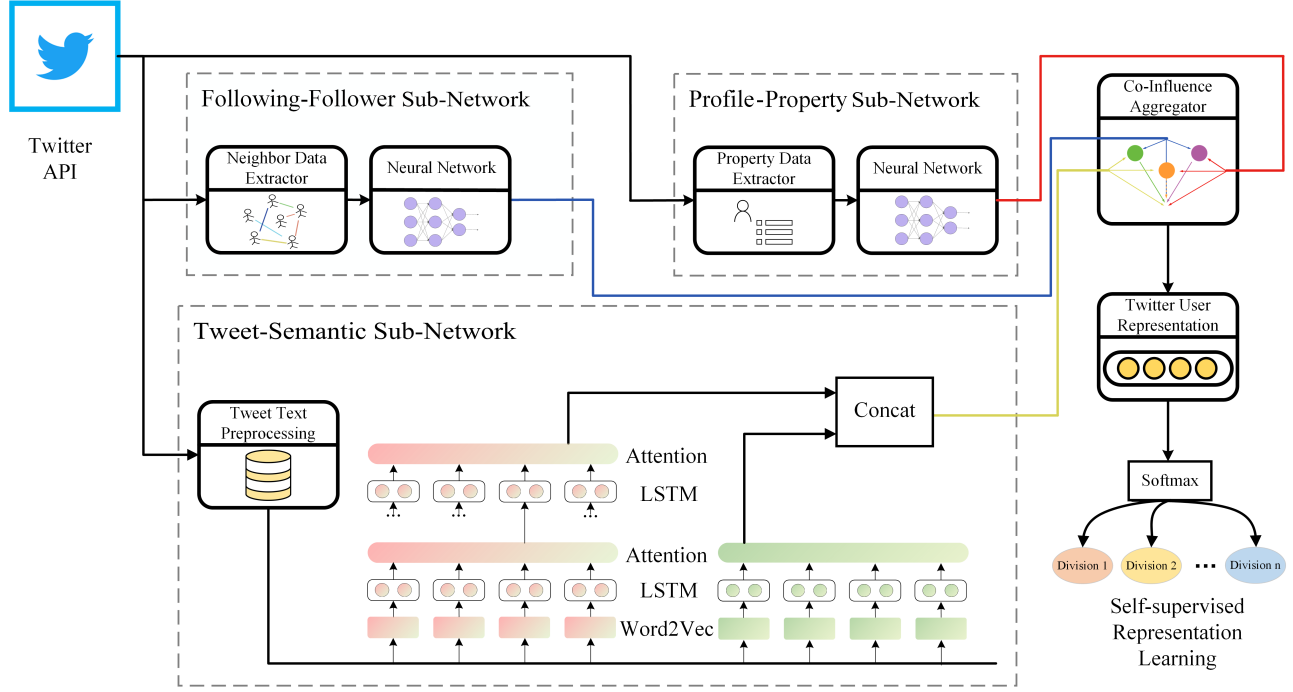 Twitter
API
Following-Follower Sub-Network
Neighbor Data
Extractor
Neural Network
Profile-Property Sub-Network
Property Data
Extractor
Neural Network
Co-Influence
Aggregator
Twitter User
Representation
Tweet-Semantic Sub-Network
Tweet Text
Preprocessing
Attention
LSTM
Attention
LSTM
Word2Vec
Concat
Softmax
Division 1
Division 2
Division n
Self-supervised
Representation
Learning